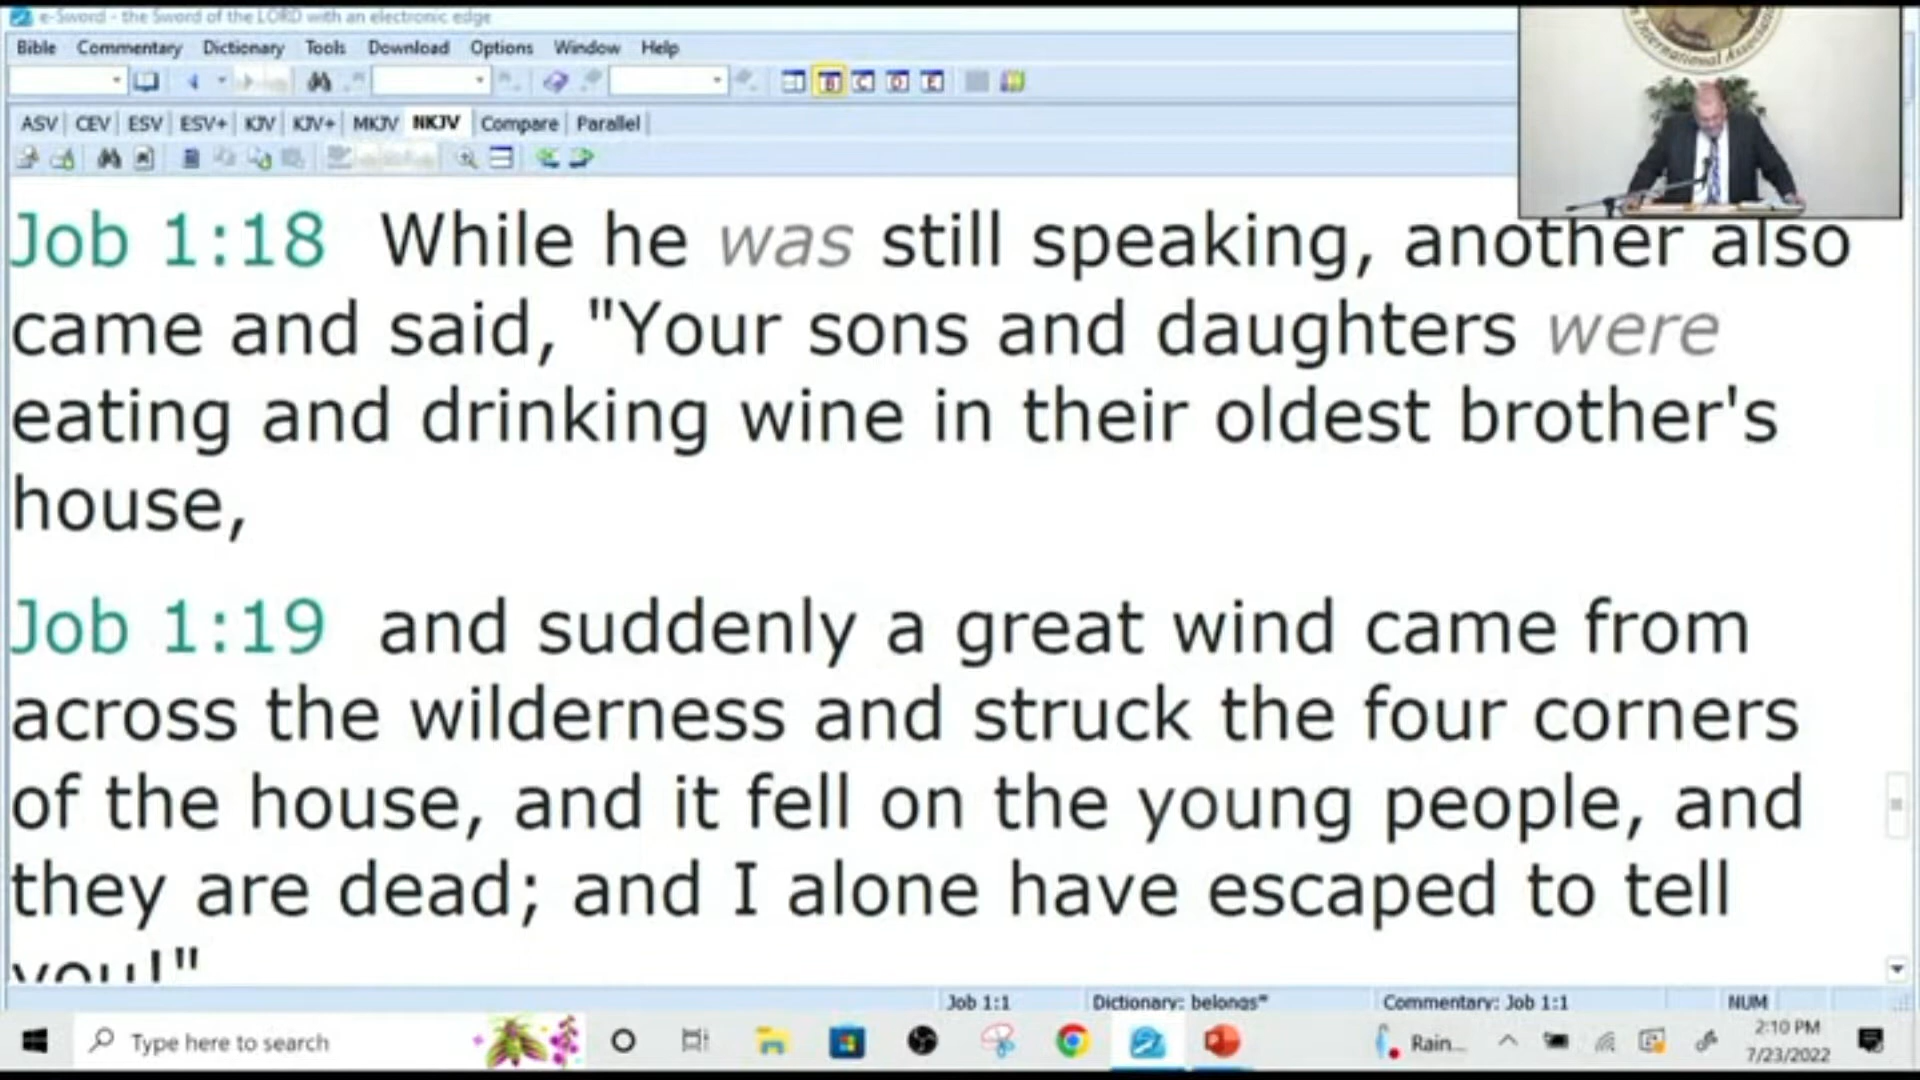 e-Sword - the Sword of the LORD with an electronic edge
Bible Commentary Dictionary Tools Download Options Window Help
International Associa
ASV CEV ESV ESV+ KJV KJV+ MKJV NKJV Compare Parallel
Job 1:18 While he was still speaking, another also
came and said, "Your sons and daughters were
eating and drinking wine in their oldest brother's
house,
Job 1:19 and suddenly a great wind came from
across the wilderness and struck the four corners
of the house, and it fell on the young people, and
they are dead; and I alone have escaped to tell
you!"
Job 1:1 Dictionary: belongs* Commentary: Job 1:1 NUM
Type here to search Rain... 2:10 PM
7/23/2022